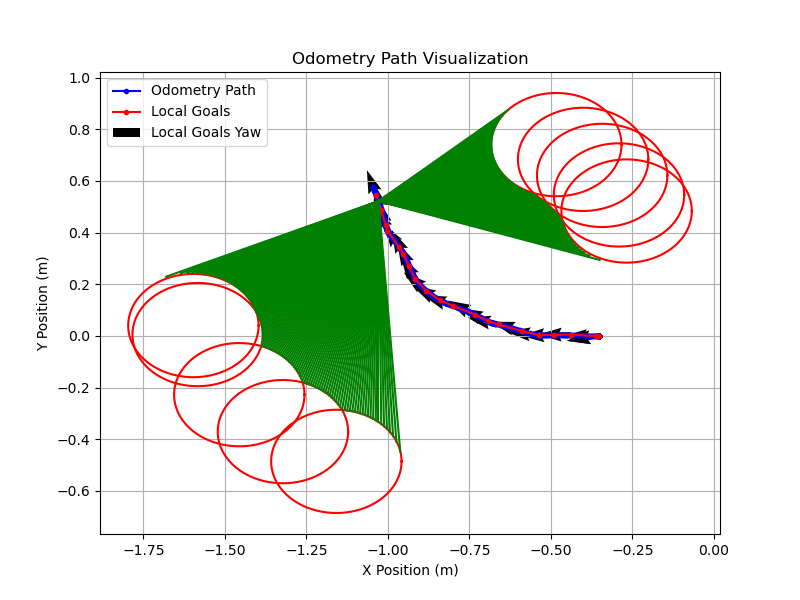 Odometry Path Visualization
Odometry Path
Local Goals
Local Goals Yaw
Y Position (m)
1.0
0.8
0.6
0.4
0.2
0.0
−0.2
−0.4
−0.6
−1.75 −1.50 −1.25 −1.00 −0.75 −0.50 −0.25 0.00
X Position (m)